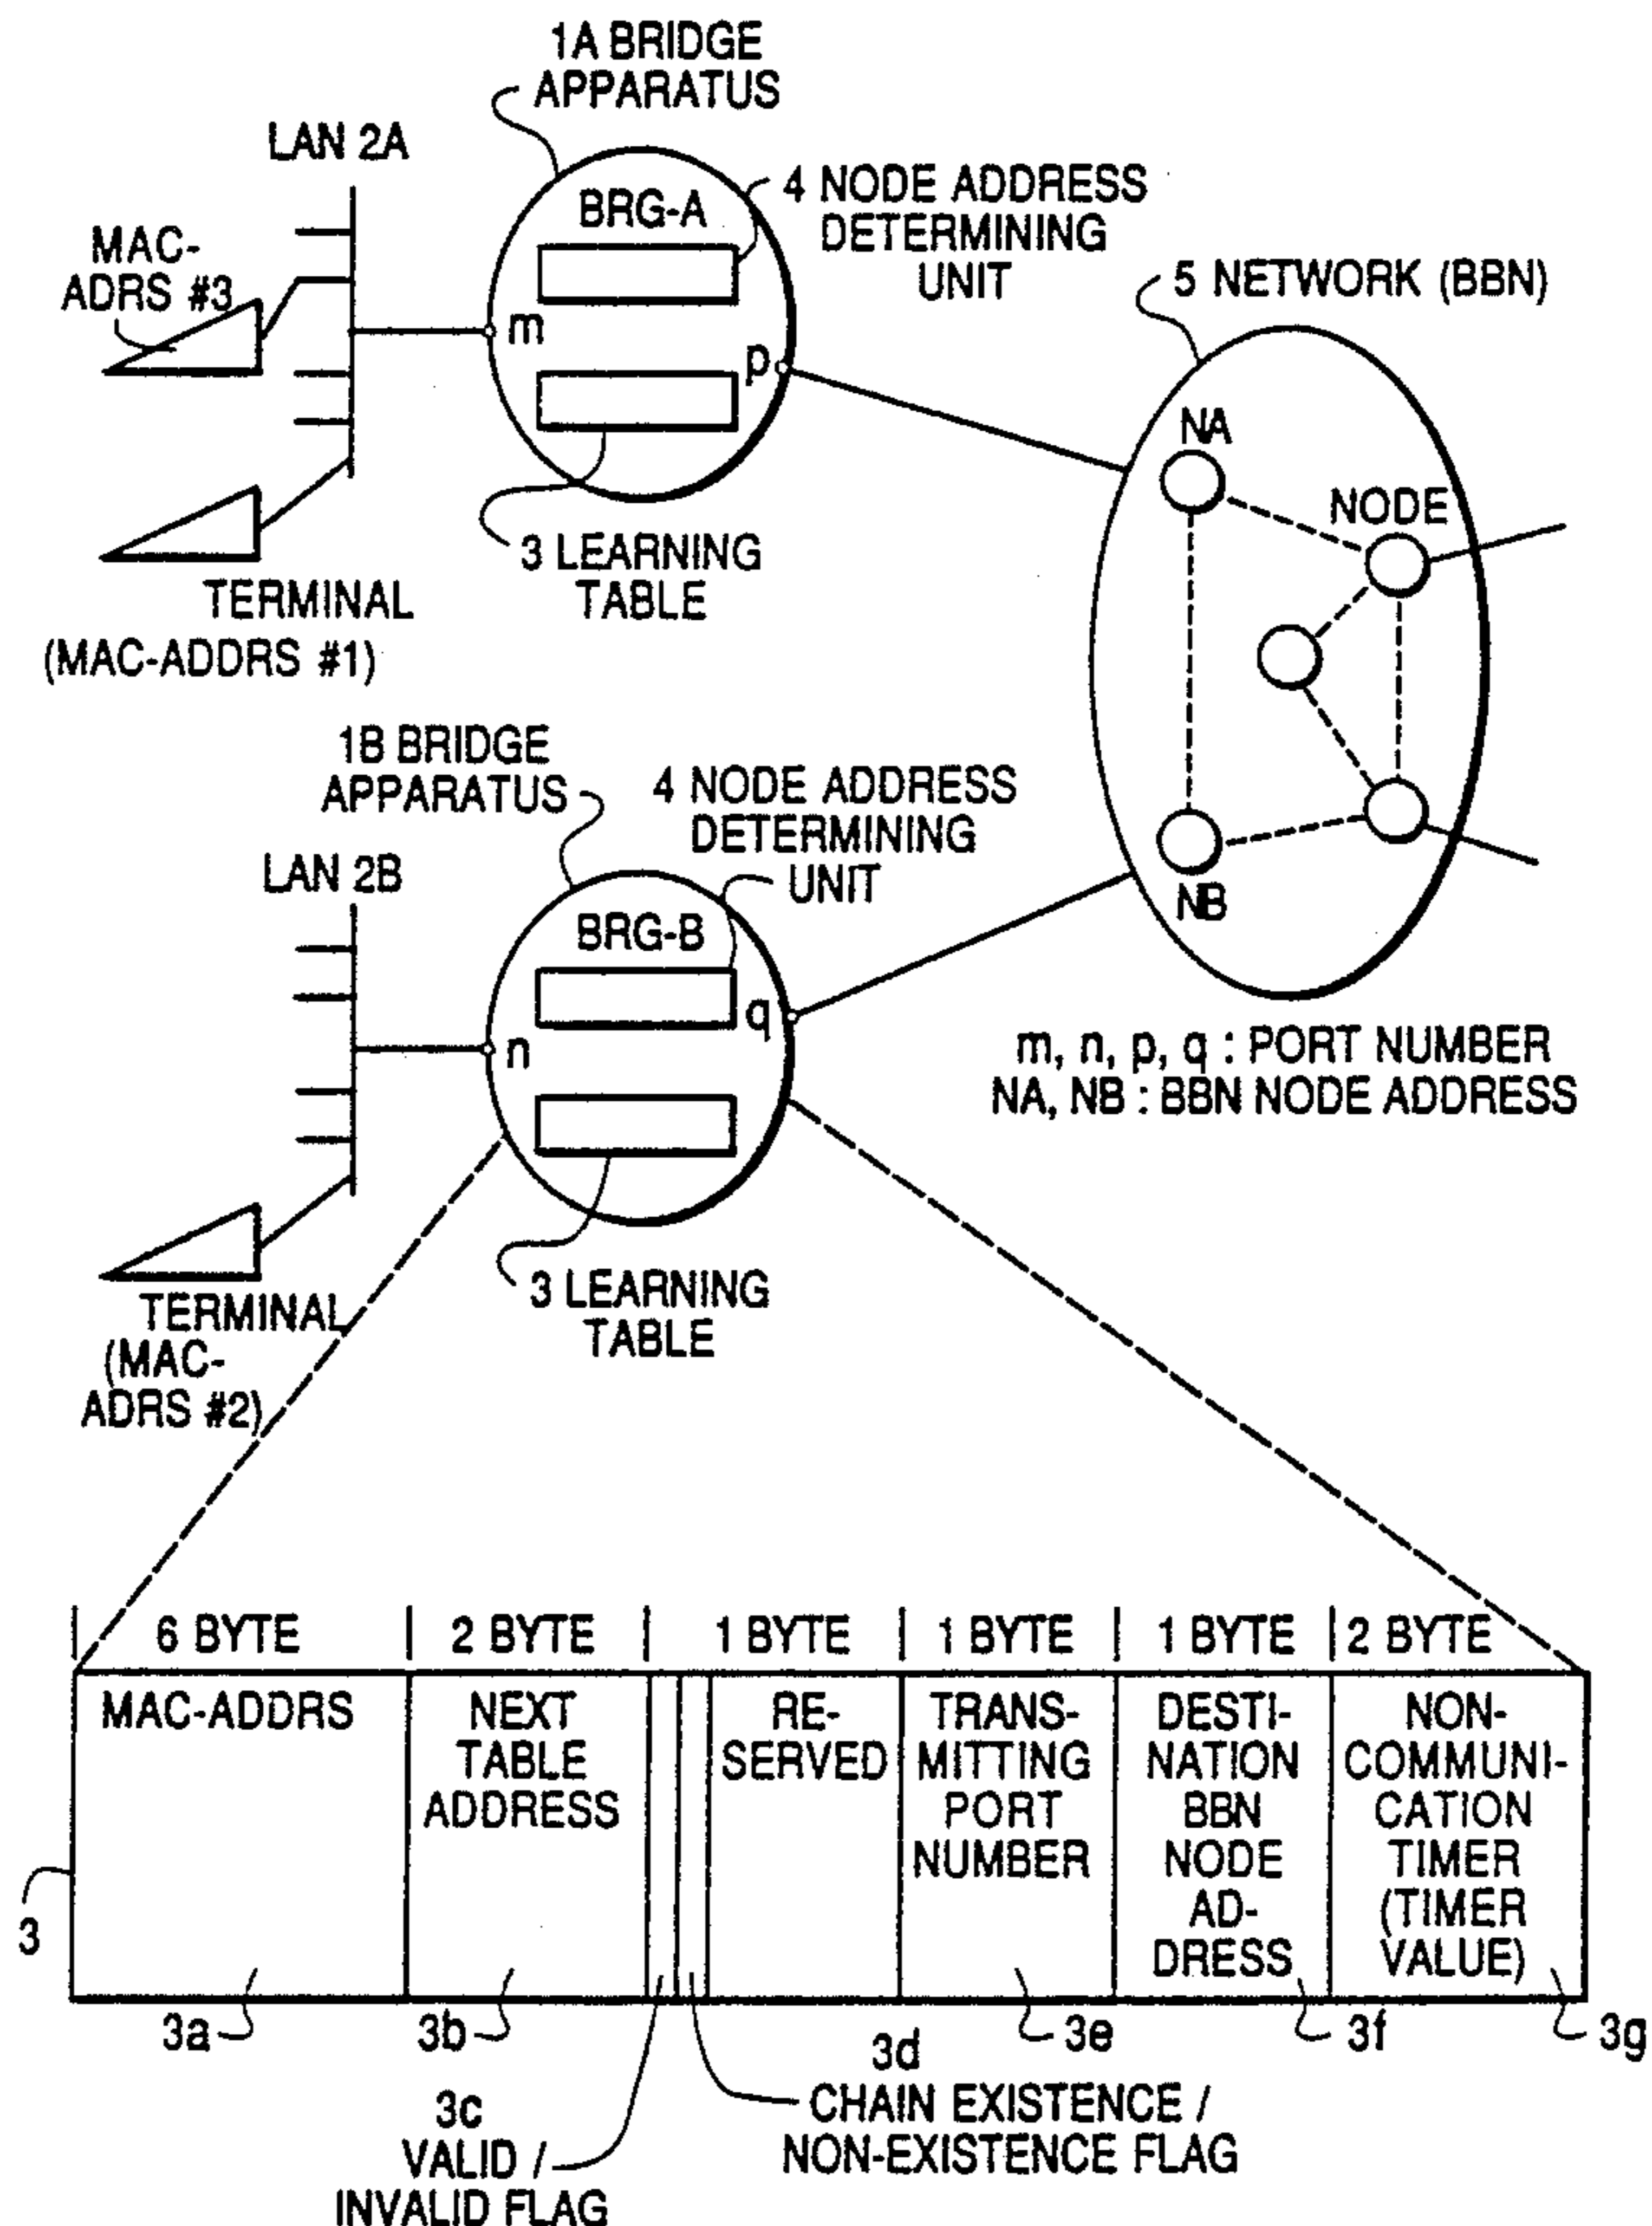 1A BRIDGE
APPARATUS
LAN 2A
BRG-A
4 NODE ADDRESS
DETERMINING
UNIT
MAC-
ADRS #3
m
p
5 NETWORK (BBN)
NA
NODE
3 LEARNING
TABLE
TERMINAL
(MAC-ADDRS #1)
NB
1B BRIDGE
APPARATUS
4 NODE ADDRESS
DETERMINING
UNIT
LAN 2B
BRG-B
q
n
m, n, p, q : PORT NUMBER
NA, NB : BBN NODE ADDRESS
3 LEARNING
TABLE
TERMINAL
(MAC-
ADRS #2)
6 BYTE
2 BYTE
1 BYTE
1 BYTE
1 BYTE
2 BYTE
MAC-ADDRS
NEXT
TABLE
ADDRESS
RE-
SERVED
TRANS-
MITTING
PORT
NUMBER
DESTI-
NATION
BBN
NODE
AD-
DRESS
NON-
COMMUNI-
CATION
TIMER
(TIMER
VALUE)
3
3a
3b
3c
VALID /
INVALID FLAG
3d
CHAIN EXISTENCE /
NON-EXISTENCE FLAG
3e
3f
3g